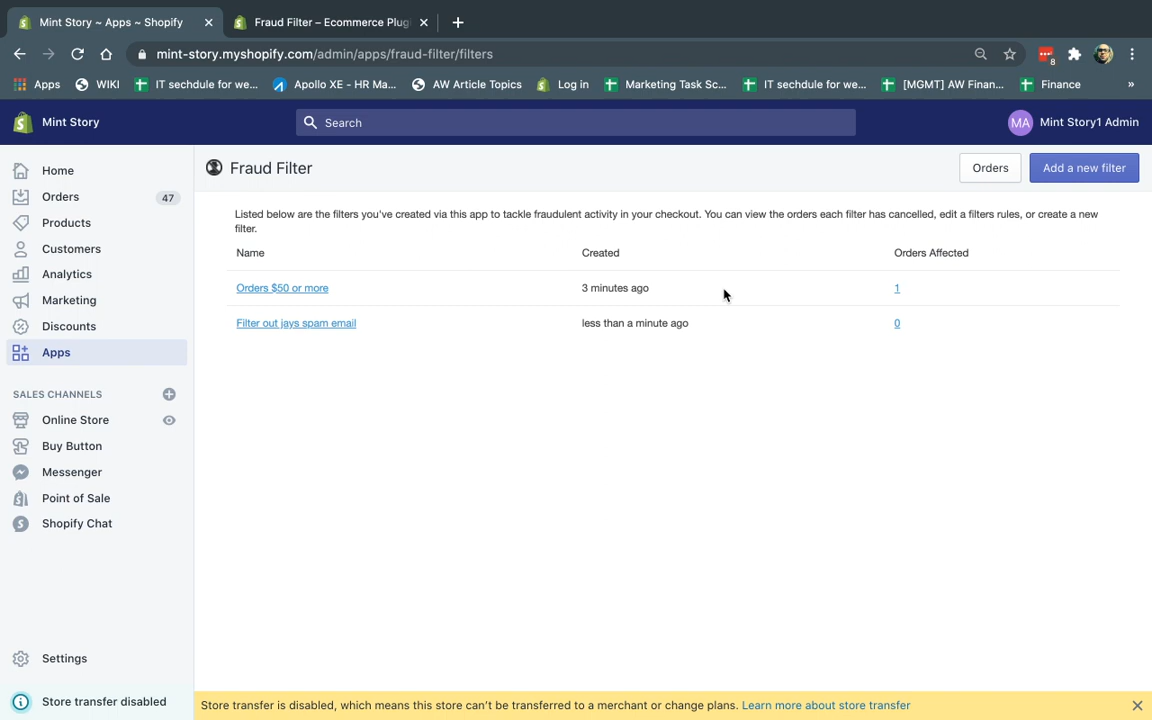 Mint Story ~ Apps ~ Shopify
Fraud Filter – Ecommerce Plugi
mint-story.myshopify.com/admin/apps/fraud-filter/filters
8
Apps
WIKI
IT sechdule for we...
Apollo XE - HR Ma...
AW Article Topics
Log in
Marketing Task Sc...
IT sechdule for we...
[MGMT] AW Finan...
Finance
»
Mint Story
Search
MA
Mint Story1 Admin
Home
Orders
47
Products
Customers
Analytics
Marketing
Discounts
Apps
SALES CHANNELS
Online Store
Buy Button
Messenger
Point of Sale
Shopify Chat
Settings
Store transfer disabled
Fraud Filter
Orders
Add a new filter
Listed below are the filters you've created via this app to tackle fraudulent activity in your checkout. You can view the orders each filter has cancelled, edit a filters rules, or create a new
filter.
Name Created Orders Affected
Orders $50 or more 3 minutes ago 1
Filter out jays spam email less than a minute ago 0
Store transfer is disabled, which means this store can't be transferred to a merchant or change plans. Learn more about store transfer